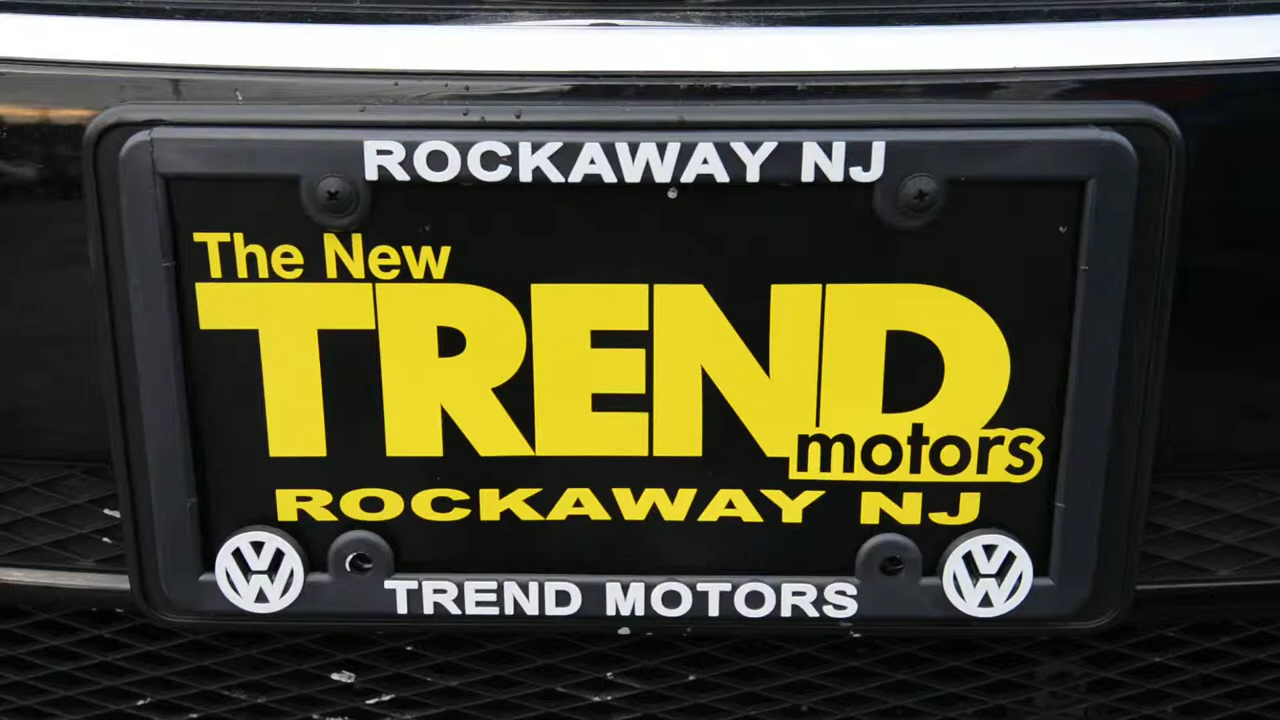 ROCKAWAY NJ
The New
TREND
motors
ROCKAWAY NJ
TREND MOTORS